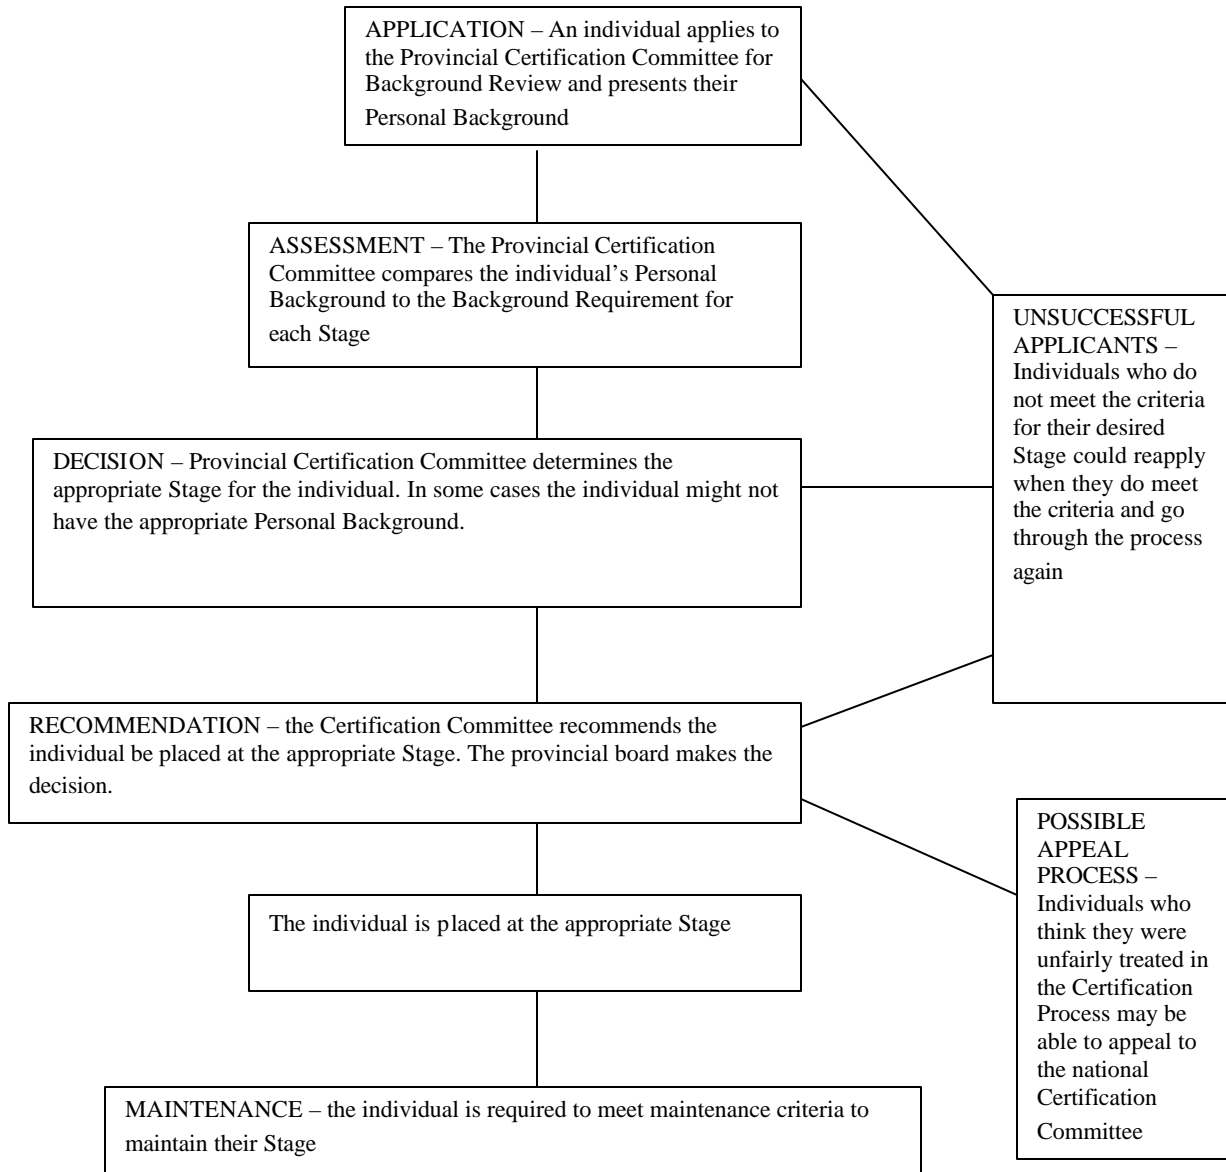 APPLICATION – An individual applies to
the Provincial Certification Committee for
Background Review and presents their
Personal Background
ASSESSMENT – The Provincial Certification
Committee compares the individual's Personal
Background to the Background Requirement for
each Stage
UNSUCCESSFUL
APPLICANTS –
Individuals who do
not meet the criteria
for their desired
Stage could reapply
when they do meet
the criteria and go
through the process
again
DECISION – Provincial Certification Committee determines the
appropriate Stage for the individual. In some cases the individual might not
have the appropriate Personal Background.
RECOMMENDATION – the Certification Committee recommends the
individual be placed at the appropriate Stage. The provincial board makes the
decision.
POSSIBLE
APPEAL
PROCESS –
Individuals who
think they were
unfairly treated in
the Certification
Process may be
able to appeal to
the national
Certification
Committee
The individual is placed at the appropriate Stage
MAINTENANCE – the individual is required to meet maintenance criteria to
maintain their Stage